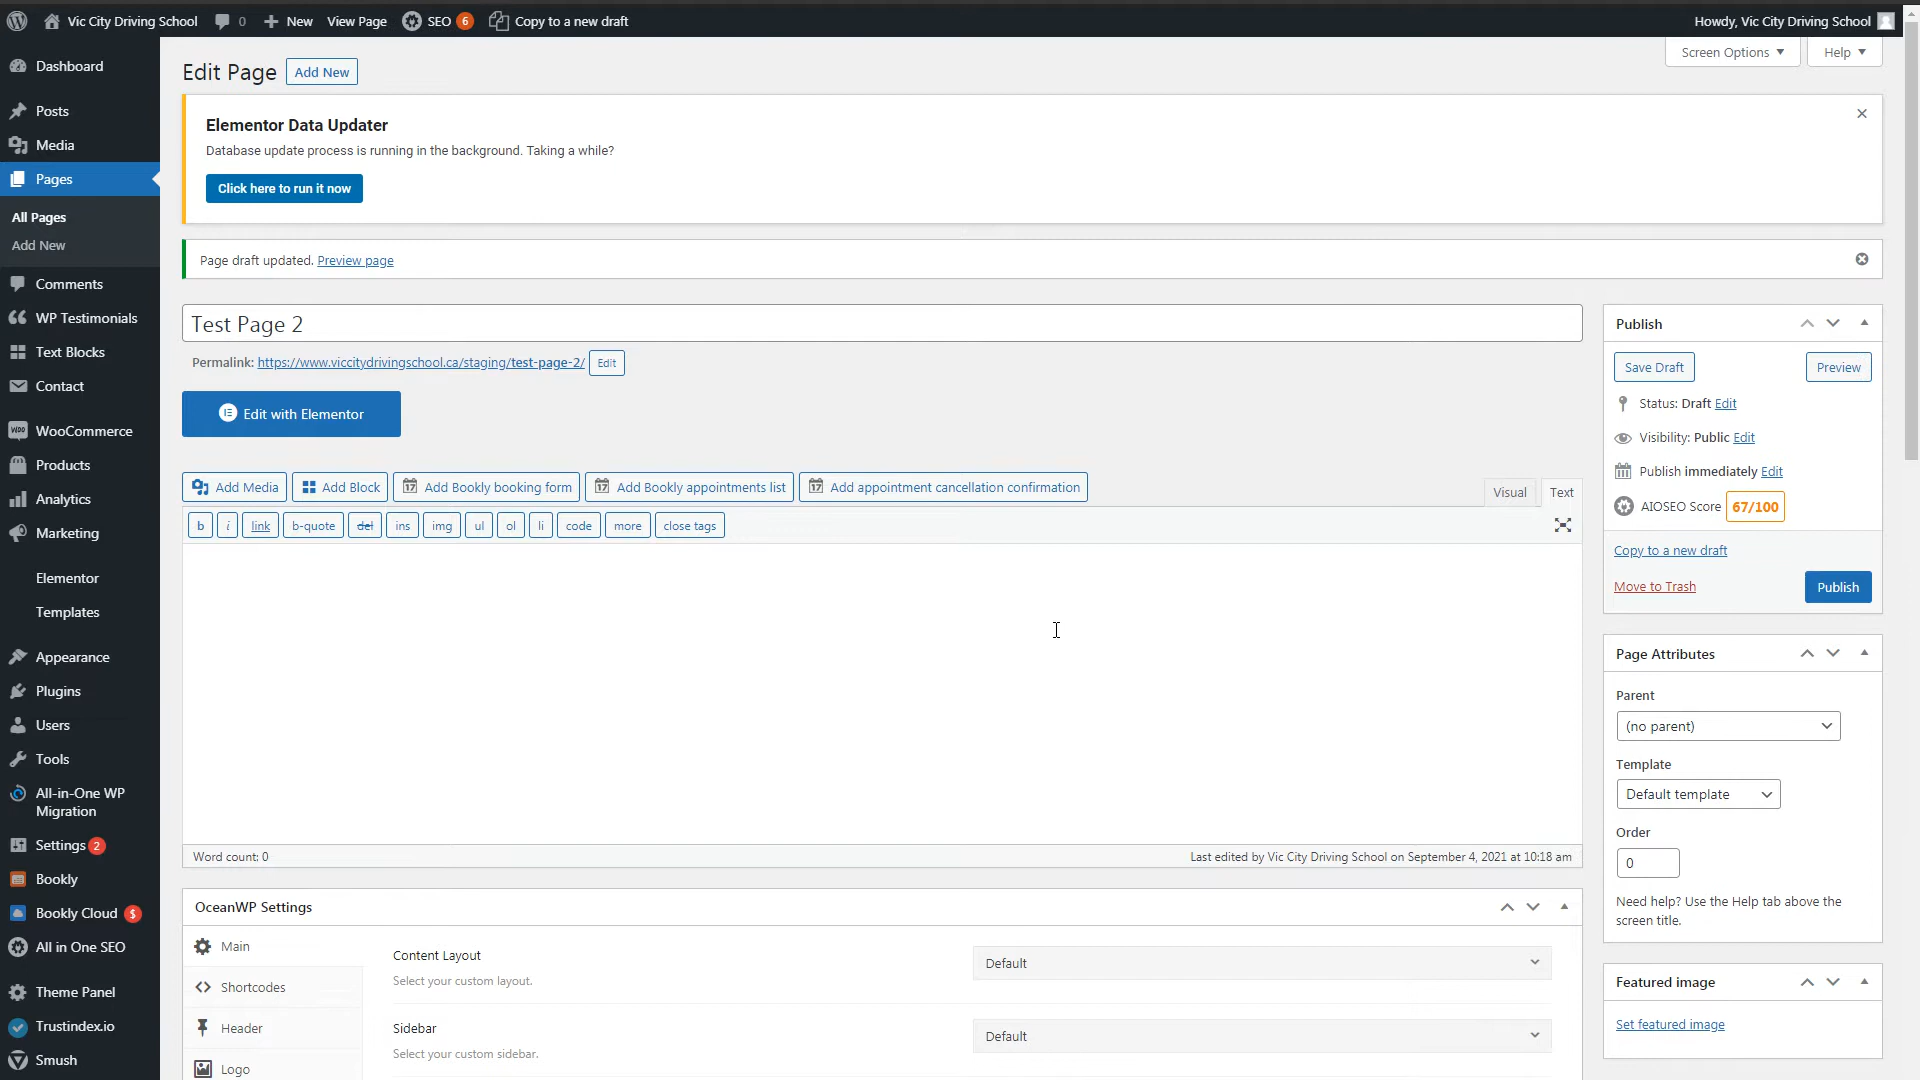 Vic City Driving School
0
New
View Page
SEO
6
Copy to a new draft
Howdy, Vic City Driving School
Dashboard
Posts
Media
Pages
All Pages
Add New
Comments
WP Testimonials
Text Blocks
Contact
WooCommerce
Products
Analytics
Marketing
Elementor
Templates
Appearance
Plugins
Users
Tools
All-in-One WP
Migration
Settings 2
Bookly
Bookly Cloud $
All in One SEO
Theme Panel
Trustindex.io
Smush
Screen Options
Help
Edit Page
Add New
Elementor Data Updater
Database update process is running in the background. Taking a while?
Click here to run it now
Page draft updated. Preview page
Test Page 2
Permalink: https://www.viccitydrivingschool.ca/staging/test-page-2/ Edit
Edit with Elementor
Add Media
Add Block
17 Add Bookly booking form
17 Add Bookly appointments list
17 Add appointment cancellation confirmation
Visual
Text
b
i
link
b-quote
del
ins
img
ul
ol
li
code
more
close tags
Word count: 0
Last edited by Vic City Driving School on September 4, 2021 at 10:18 am
OceanWP Settings
Main
Shortcodes
Header
Logo
Content Layout
Select your custom layout.
Default
Sidebar
Select your custom sidebar.
Default
Publish
Save Draft
Preview
Status: Draft Edit
Visibility: Public Edit
Publish immediately Edit
AIOSEO Score 67/100
Copy to a new draft
Move to Trash
Publish
Page Attributes
Parent
(no parent)
Template
Default template
Order
0
Need help? Use the Help tab above the
screen title.
Featured image
Set featured image